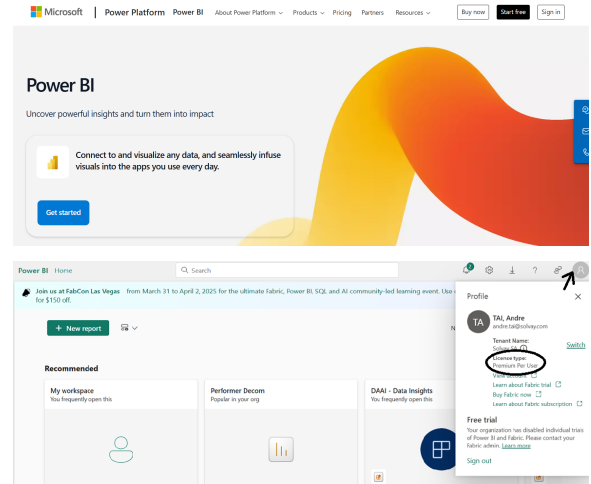 Microsoft Power Platform Power BI About Power Platform Products Pricing Partners Resources Buy now Start free Sign in
Power BI
Uncover powerful insights and turn them into impact
Connect to and visualize any data, and seamlessly infuse
visuals into the apps you use every day.
Get started
Power BI Home Search 2 ?
Join us at FabCon Las Vegas from March 31 to April 2, 2025 for the ultimate Fabric, Power BI, SQL and AI community-led learning event. Use
for $150 off.
+ New report
Recommended
My workspace
You frequently open this
Performer Decom
Popular in your org
DAAI - Data Insights
You frequently open this
Profile
TA
TAI, Andre
andre.tai@solvay.com
Tenant Name:
Solvay SA
Switch
License type:
Premium Per User
View account
Learn about Fabric trial
Buy Fabric now
Learn about Fabric subscription
Free trial
Your organization has disabled individual trials
of Power BI and Fabric. Please contact your
Fabric admin. Learn more
Sign out